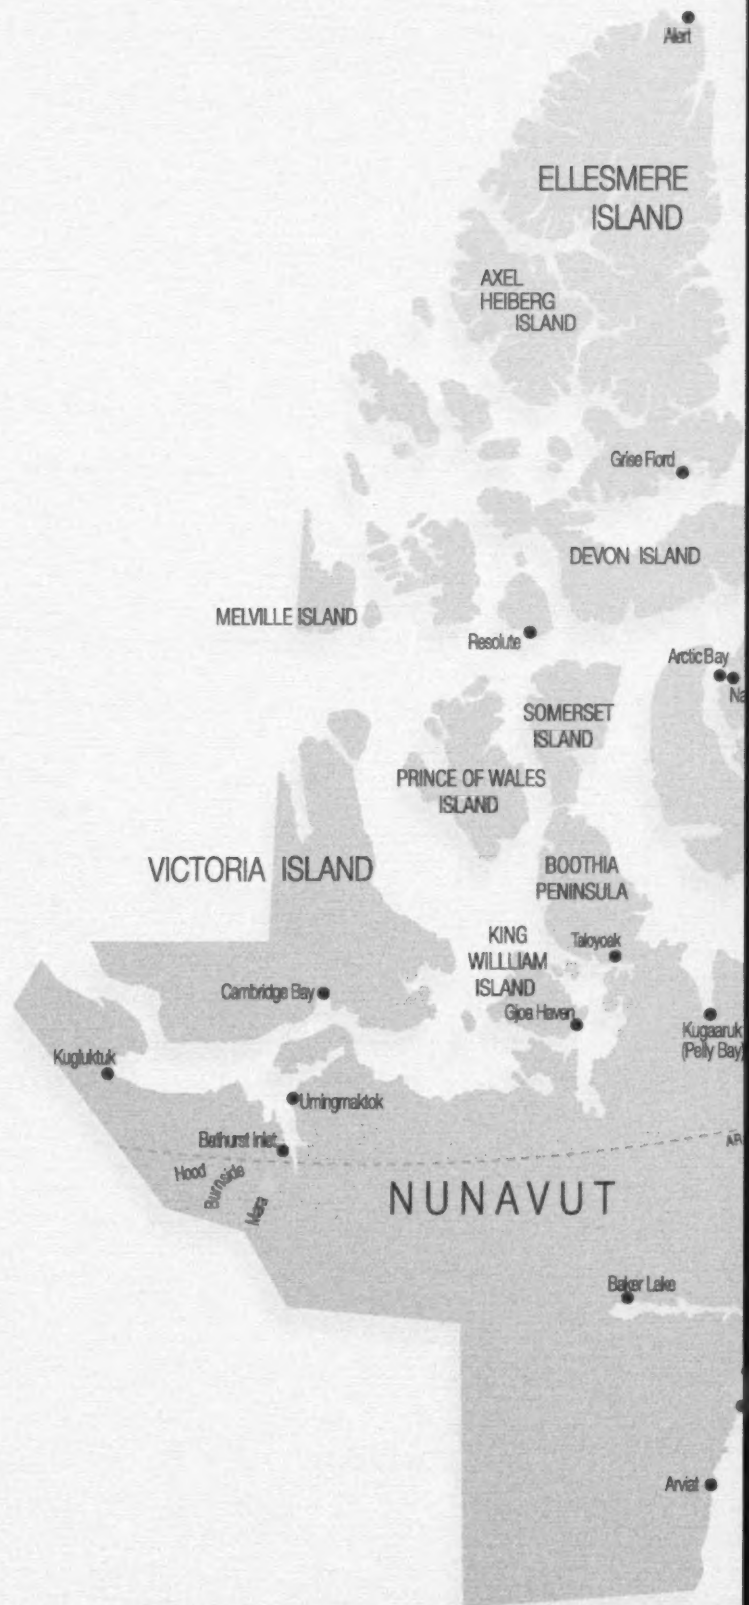 Alert
ELLESMERE
ISLAND
AXEL
HEIBERG
ISLAND
Grise Fiord
DEVON ISLAND
MELVILLE ISLAND
Resolute
Arctic Bay
Na
SOMERSET
ISLAND
PRINCE OF WALES
ISLAND
VICTORIA ISLAND
BOOTHIA
PENINSULA
KING
WILLLIAM
ISLAND
Taloyoak
Cambridge Bay
Gjoa Haven
Kugaaruk
(Pelly Bay)
Kugluktuk
Umingmaktok
Bathurst Inlet
AR
Hood
Burnside
Mara
NUNAVUT
Baker Lake
Arviat